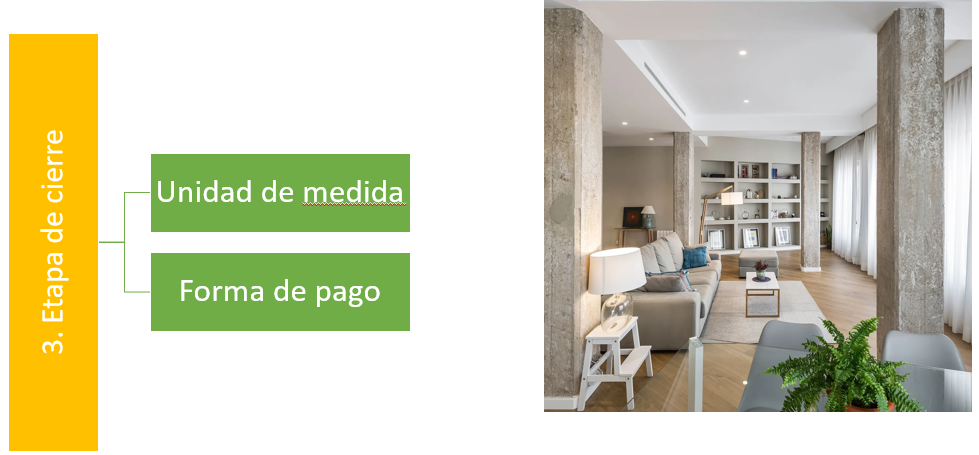 3. Etapa de cierre
Unidad de medida
Forma de pago